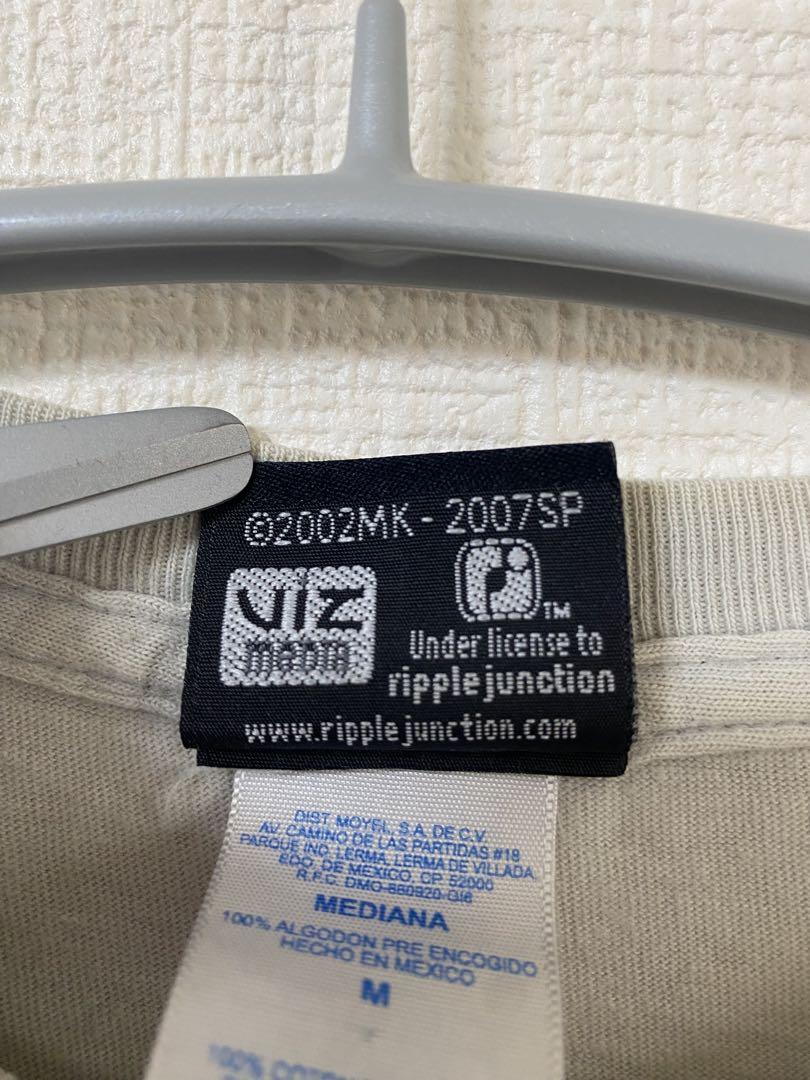 ©2002MK - 2007SP
VIZ
media
TM
Under license to
ripple junction
www.ripplejunction.com
DIST. MOYEL, S.A. DE C.V.
AV. CAMINO DE LAS PARTIDAS #18
PARQUE IND. LERMA, LERMA DE VILLADA,
EDO. DE MEXICO, CP 52000
R.F.C. DMO-880920-GI6
MEDIANA
100% ALGODON PRE ENCOGIDO
HECHO EN MEXICO
M
100%